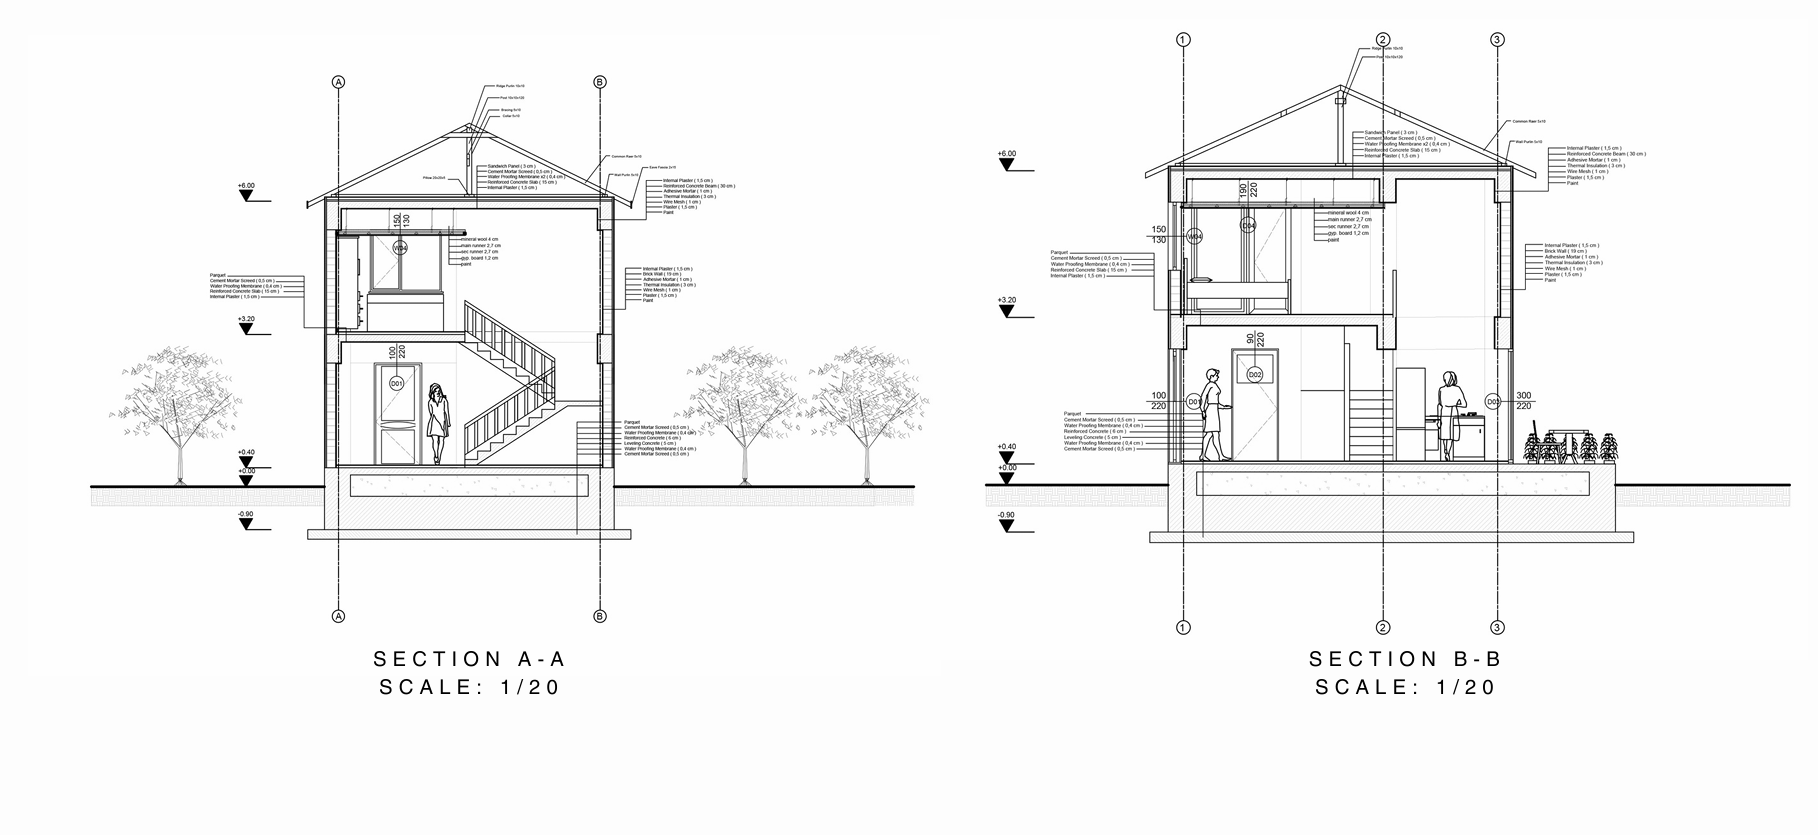 A
B
Ridge Purlin 10x10
Post 10x10x120
Bracing 5x10
Collar 5x10
Common Raer 5x10
Eave Fascia 2x10
Wall Purlin 5x10
Pillow 20x20x5
Sandwich Panel ( 3 cm )
Cement Mortar Screed ( 0,5 cm )
Water Proofing Membrane x2 ( 0,4 cm )
Reinforced Concrete Slab ( 15 cm )
Internal Plaster ( 1,5 cm )
Internal Plaster ( 1,5 cm )
Reinforced Concrete Beam ( 30 cm )
Adhesive Mortar ( 1 cm )
Thermal Insulation ( 3 cm )
Wire Mesh ( 1 cm )
Plaster ( 1,5 cm )
Paint
+6.00
150
130
W04
mineral wool 4 cm
main runner 2,7 cm
sec runner 2,7 cm
gyp. board 1,2 cm
paint
Parquet
Cement Mortar Screed ( 0,5 cm )
Water Proofing Membrane ( 0,4 cm )
Reinforced Concrete Slab ( 15 cm )
Internal Plaster ( 1,5 cm )
Internal Plaster ( 1,5 cm )
Brick Wall ( 19 cm )
Adhesive Mortar ( 1 cm )
Thermal Insulation ( 3 cm )
Wire Mesh ( 1 cm )
Plaster ( 1,5 cm )
Paint
+3.20
100
220
D01
Parquet
Cement Mortar Screed ( 0,5 cm )
Water Proofing Membrane ( 0,4 cm )
Reinforced Concrete ( 6 cm )
Leveling Concrete ( 5 cm )
Water Proofing Membrane ( 0,4 cm )
Cement Mortar Screed ( 0,5 cm )
+0.40
+0.00
-0.90
A
B
SECTION A-A
SCALE: 1/20
1
2
3
Ridge Purlin 10x10
Post 10x10x120
Common Raer 5x10
Wall Purlin 5x10
Sandwich Panel ( 3 cm )
Cement Mortar Screed ( 0,5 cm )
Water Proofing Membrane x2 ( 0,4 cm )
Reinforced Concrete Slab ( 15 cm )
Internal Plaster ( 1,5 cm )
Internal Plaster ( 1,5 cm )
Reinforced Concrete Beam ( 30 cm )
Adhesive Mortar ( 1 cm )
Thermal Insulation ( 3 cm )
Wire Mesh ( 1 cm )
Plaster ( 1,5 cm )
Paint
+6.00
190
220
D04
mineral wool 4 cm
main runner 2,7 cm
sec runner 2,7 cm
gyp. board 1,2 cm
paint
150
130
W04
Parquet
Cement Mortar Screed ( 0,5 cm )
Water Proofing Membrane ( 0,4 cm )
Reinforced Concrete Slab ( 15 cm )
Internal Plaster ( 1,5 cm )
Internal Plaster ( 1,5 cm )
Brick Wall ( 19 cm )
Adhesive Mortar ( 1 cm )
Thermal Insulation ( 3 cm )
Wire Mesh ( 1 cm )
Plaster ( 1,5 cm )
Paint
+3.20
90
220
D02
100
220
D01
300
220
D03
Parquet
Cement Mortar Screed ( 0,5 cm )
Water Proofing Membrane ( 0,4 cm )
Reinforced Concrete ( 6 cm )
Leveling Concrete ( 5 cm )
Water Proofing Membrane ( 0,4 cm )
Cement Mortar Screed ( 0,5 cm )
+0.40
+0.00
-0.90
1
2
3
SECTION B-B
SCALE: 1/20